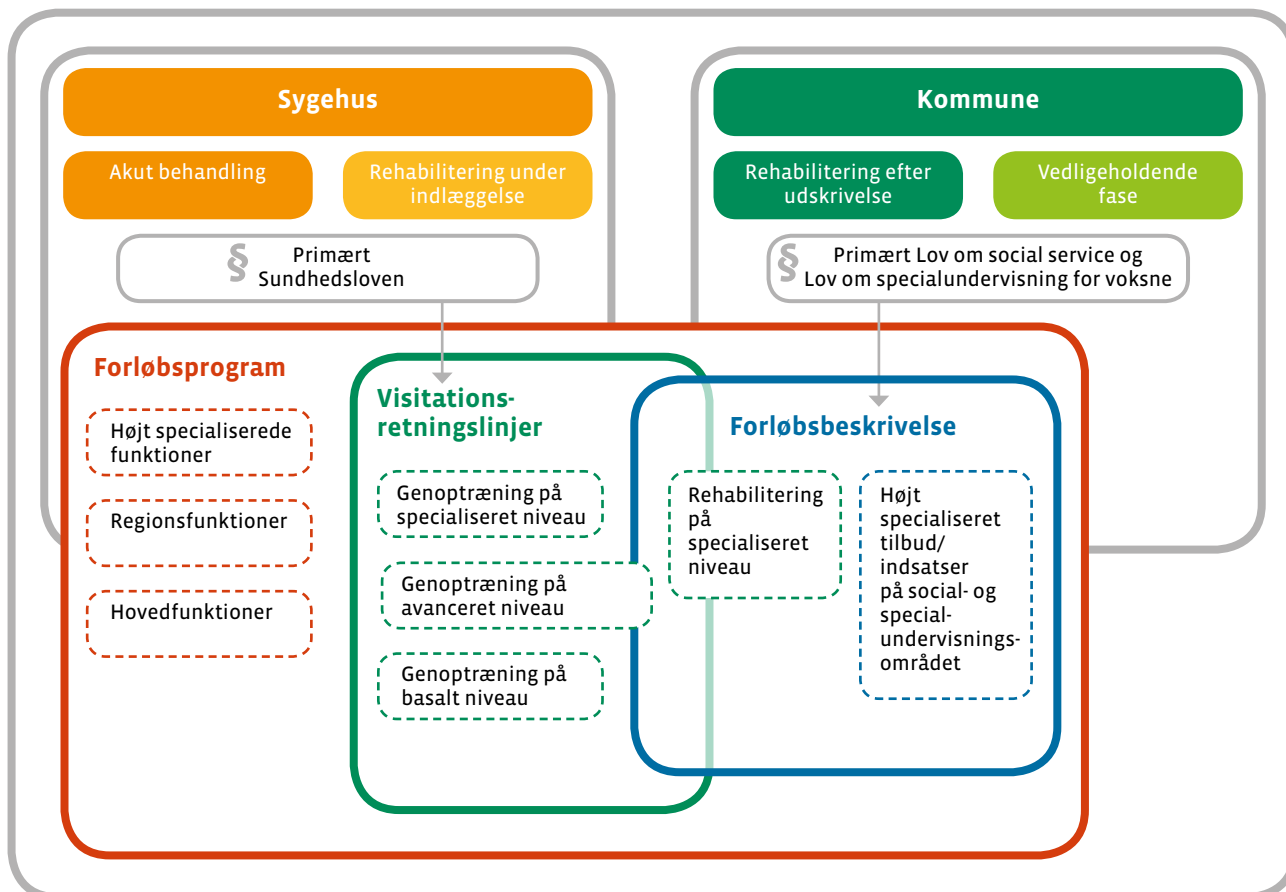 Sygehus
Akut behandling
Rehabilitering under
indlæggelse
§
Primært
Sundhedsloven
Kommune
Rehabilitering efter
udskrivelse
Vedligeholdende
fase
§
Primært Lov om social service og
Lov om specialundervisning for voksne
Forløbsprogram
Højt specialiserede
funktioner
Regionsfunktioner
Hovedfunktioner
Visitations-
retningslinjer
Genoptræning på
specialiseret niveau
Genoptræning på
avanceret niveau
Genoptræning på
basalt niveau
Forløbsbeskrivelse
Rehabilitering
på
specialiseret
niveau
Højt
specialiseret
tilbud/
indsatser
på social- og
special-
undervisnings-
området